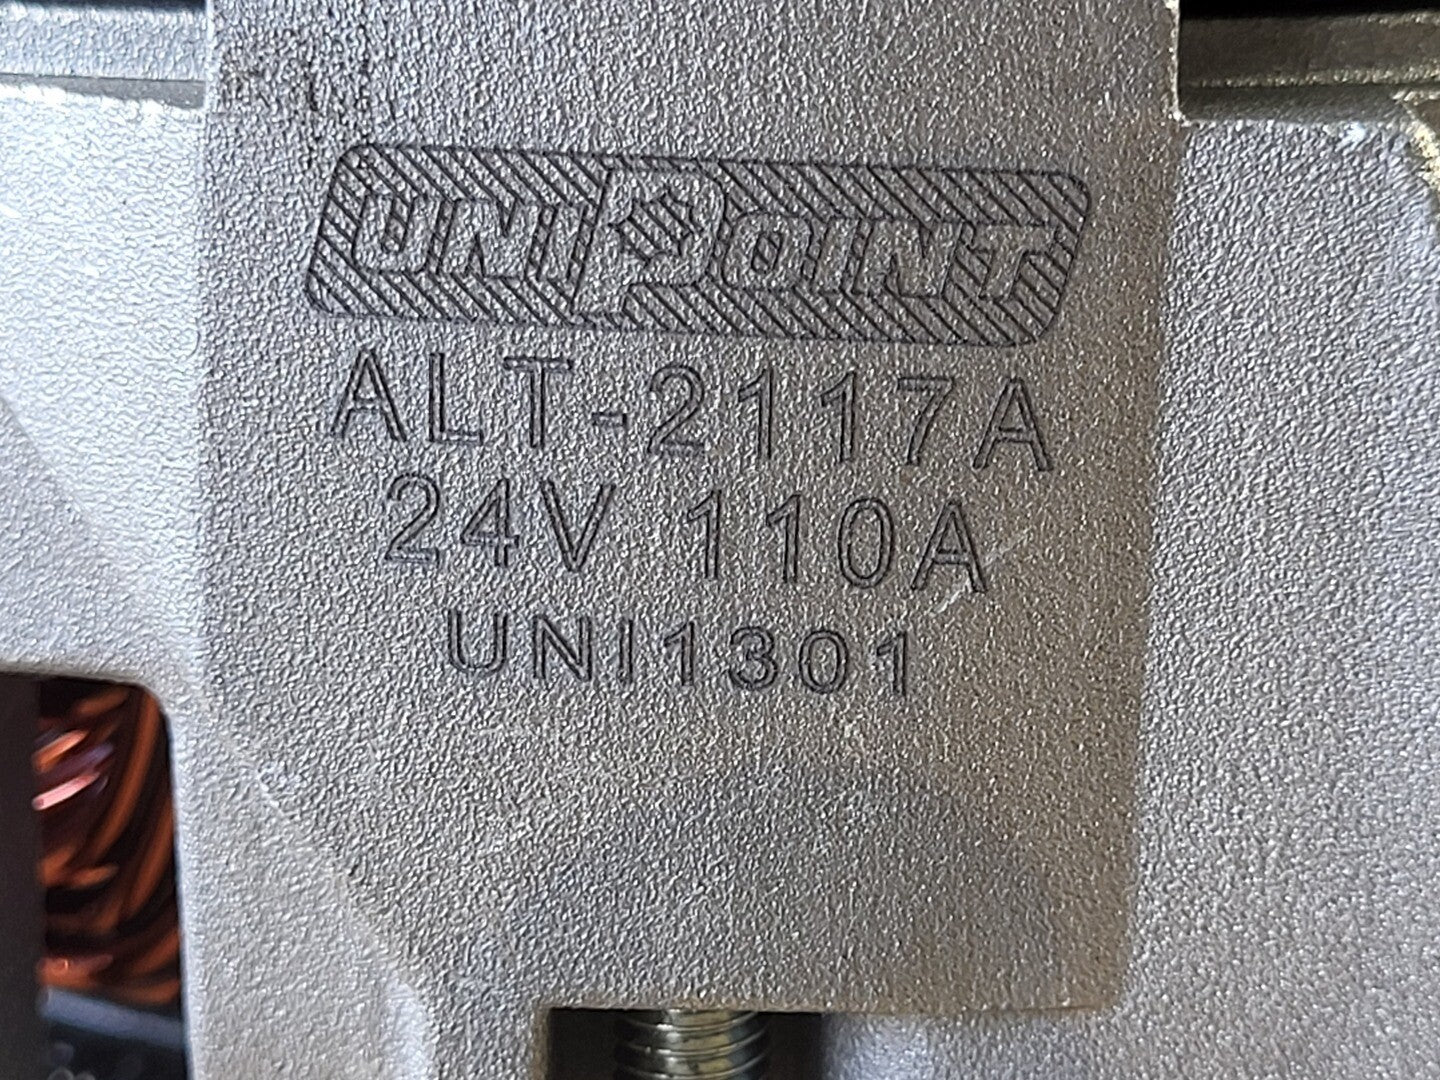 UNIPOINT
ALT-2117A
24V 110A
UNI1301